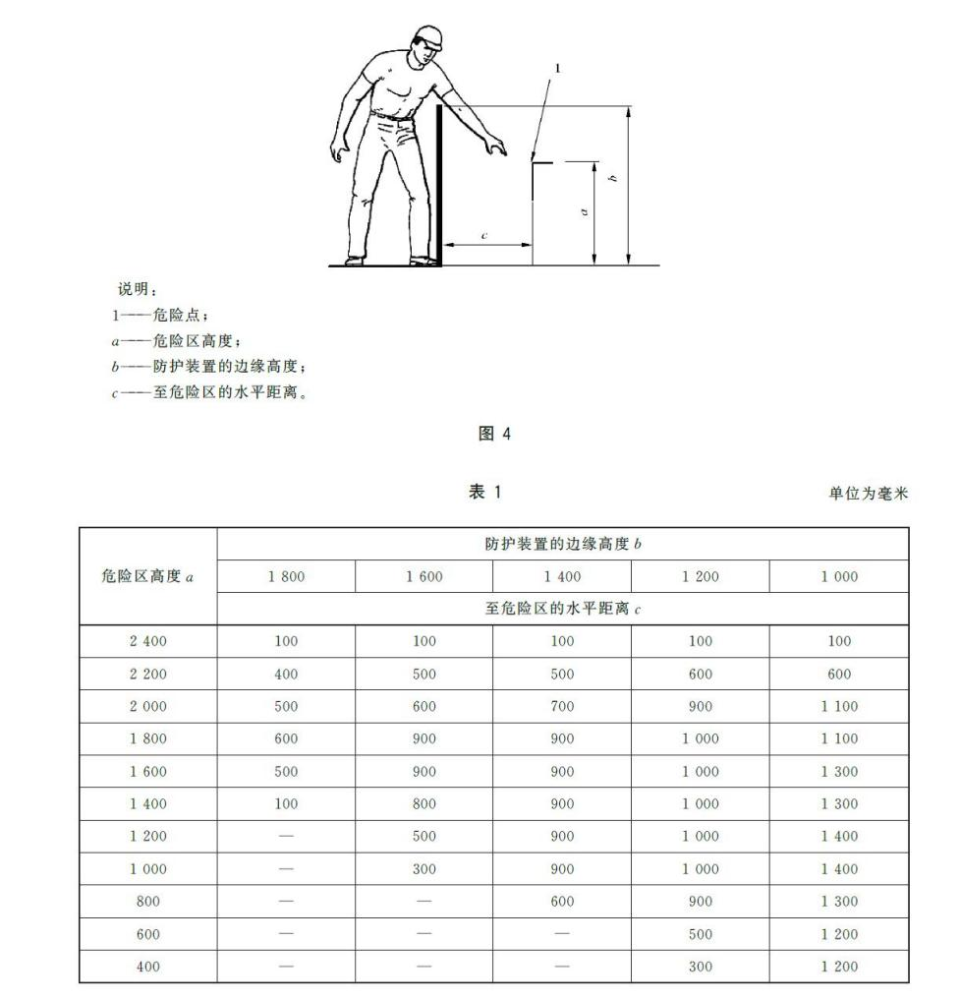 1
b
a
c
说明：
1——危险点；
a——危险区高度；
b——防护装置的边缘高度；
c——至危险区的水平距离。
图 4
表 1
单位为毫米
危险区高度 a
防护装置的边缘高度 b
1 800 1 600 1 400 1 200 1 000
至危险区的水平距离 c
2 400 100 100 100 100 100
2 200 400 500 500 600 600
2 000 500 600 700 900 1 100
1 800 600 900 900 1 000 1 100
1 600 500 900 900 1 000 1 300
1 400 100 800 900 1 000 1 300
1 200 — 500 900 1 000 1 400
1 000 — 300 900 1 000 1 400
800 — — 600 900 1 300
600 — — — 500 1 200
400 — — — 300 1 200